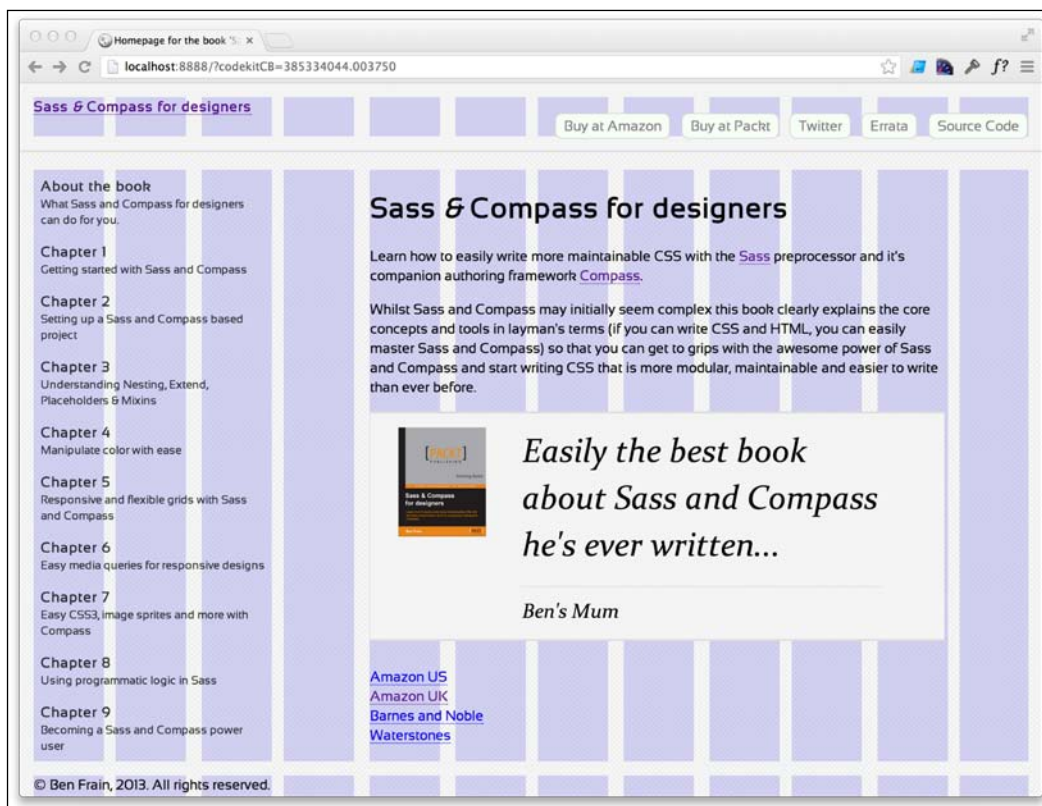 Homepage for the book 'S
localhost:8888/?codekitCB=385334044.003750
f?
Sass & Compass for designers
Buy at Amazon
Buy at Packt
Twitter
Errata
Source Code
About the book
What Sass and Compass for designers
can do for you.
Chapter 1
Getting started with Sass and Compass
Chapter 2
Setting up a Sass and Compass based
project
Chapter 3
Understanding Nesting, Extend,
Placeholders & Mixins
Chapter 4
Manipulate color with ease
Chapter 5
Responsive and flexible grids with Sass
and Compass
Chapter 6
Easy media queries for responsive designs
Chapter 7
Easy CSS3, image sprites and more with
Compass
Chapter 8
Using programmatic logic in Sass
Chapter 9
Becoming a Sass and Compass power
user
Sass & Compass for designers
Learn how to easily write more maintainable CSS with the Sass preprocessor and it's
companion authoring framework Compass.
Whilst Sass and Compass may initially seem complex this book clearly explains the core
concepts and tools in layman's terms (if you can write CSS and HTML, you can easily
master Sass and Compass) so that you can get to grips with the awesome power of Sass
and Compass and start writing CSS that is more modular, maintainable and easier to write
than ever before.
[PACKT]
PUBLISHING
Sass & Compass
for designers
Ben Frain
Easily the best book
about Sass and Compass
he's ever written...
Ben's Mum
Amazon US
Amazon UK
Barnes and Noble
Waterstones
© Ben Frain, 2013. All rights reserved.